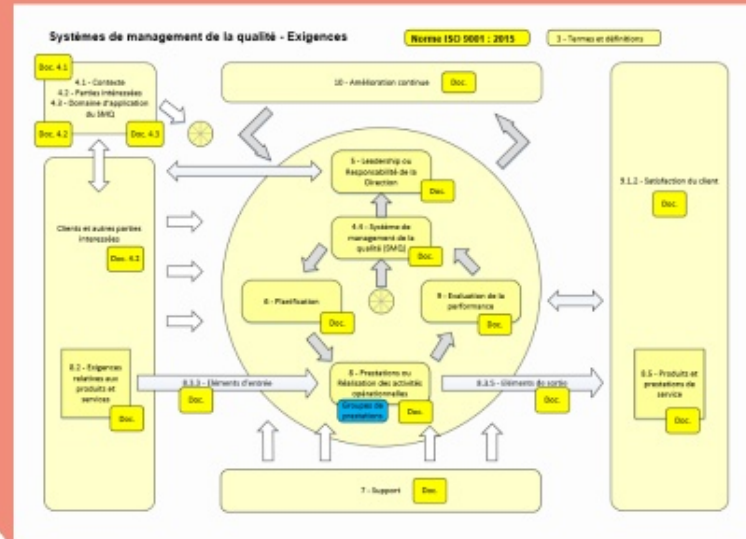 Systèmes de management de la qualité - Exigences
Norme ISO 9001 : 2015
3 - Termes et définitions
Doc. 4.1
4.1 - Contexte
4.2 - Parties intéressées
4.3 - Domaine d'application
du SMQ
Doc. 4.2
Doc. 4.3
10 - Amélioration continue
Doc.
5 - Leadership ou
Responsabilité de la
Direction
Doc.
9.1.2 - Satisfaction du client
Doc.
Clients et autres parties
intéressées
Doc. 4.2
4.4 - Système de
management de la
qualité (SMQ)
Doc.
6 - Planification
Doc.
9 - Evaluation de la
performance
Doc.
8.2 - Exigences
relatives aux
produits et
services
Doc.
8.3.3 - Eléments d'entrée
Doc.
8 - Prestations ou
Réalisation des activités
opérationnelles
Groupes de
prestations
Doc.
8.3.5 - Eléments de sortie
Doc.
8.5 - Produits et
prestations de
service
Doc.
7 - Support
Doc.